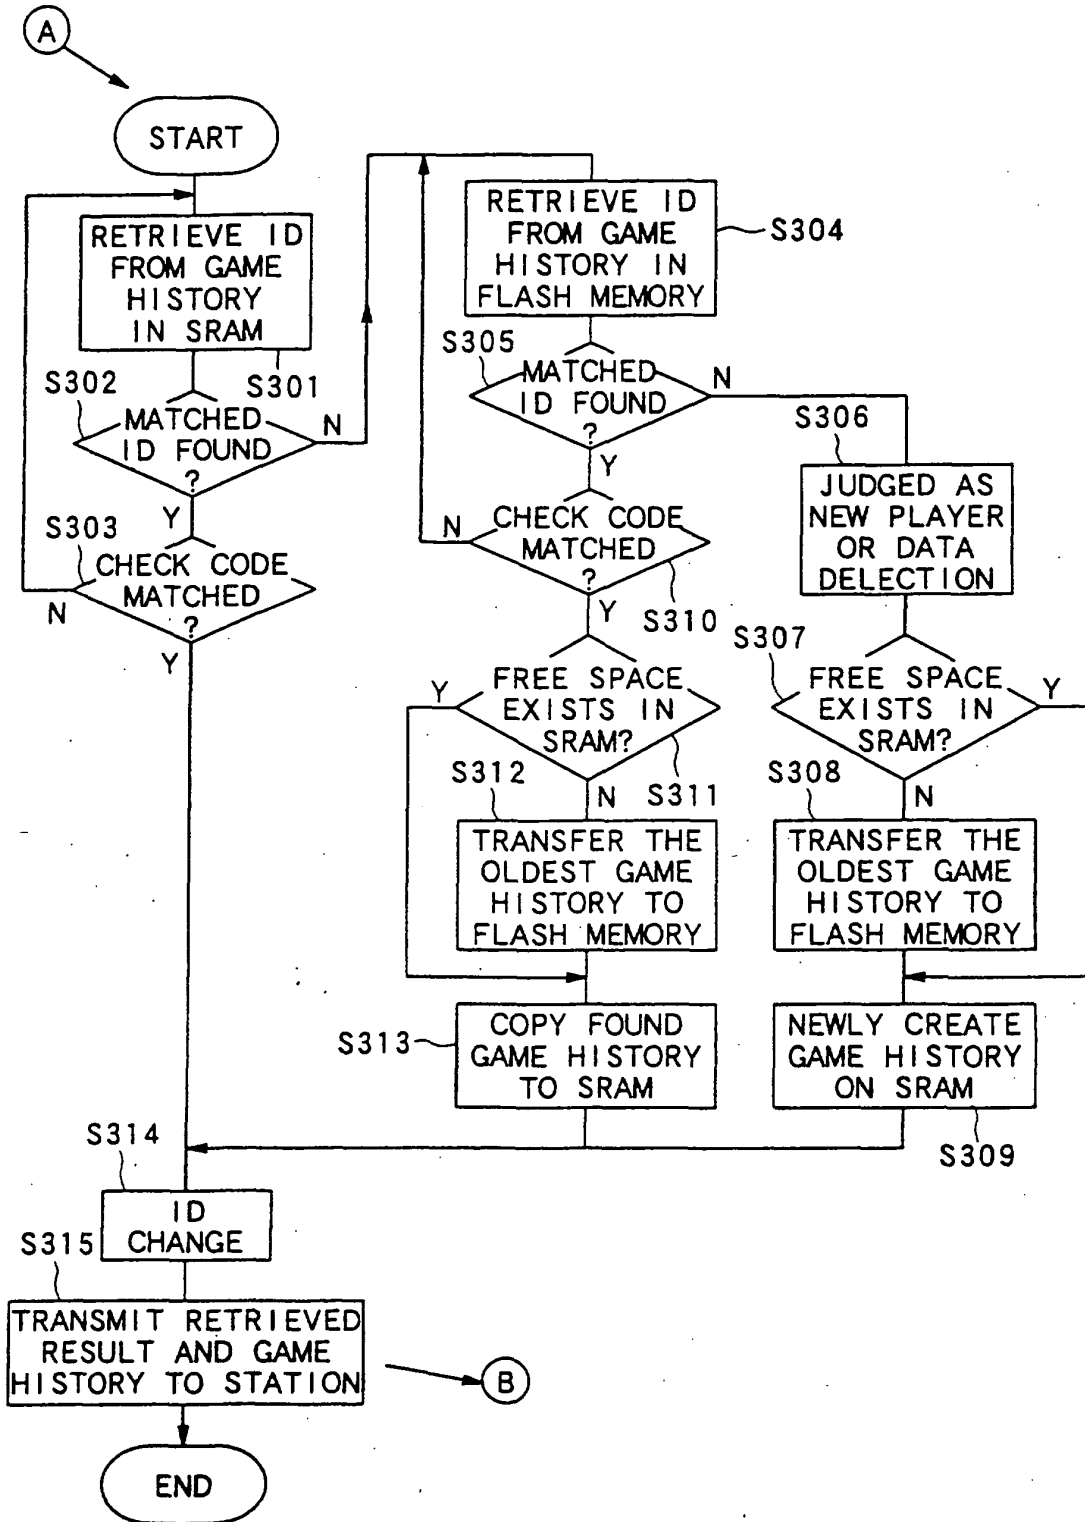 A
START
RETRIEVE ID
FROM GAME
HISTORY
IN SRAM
S301
S302
MATCHED
ID FOUND
?
N
Y
S303
CHECK CODE
MATCHED
?
N
Y
RETRIEVE ID
FROM GAME
HISTORY IN
FLASH MEMORY
S304
S305
MATCHED
ID FOUND
?
N
Y
S306
JUDGED AS
NEW PLAYER
OR DATA
DELECTION
CHECK CODE
MATCHED
?
N
Y
S310
FREE SPACE
EXISTS IN
SRAM?
Y
N
S311
S307
FREE SPACE
EXISTS IN
SRAM?
Y
N
S312
TRANSFER THE
OLDEST GAME
HISTORY TO
FLASH MEMORY
S308
TRANSFER THE
OLDEST GAME
HISTORY TO
FLASH MEMORY
S313
COPY FOUND
GAME HISTORY
TO SRAM
NEWLY CREATE
GAME HISTORY
ON SRAM
S309
S314
ID
CHANGE
S315
TRANSMIT RETRIEVED
RESULT AND GAME
HISTORY TO STATION
B
END